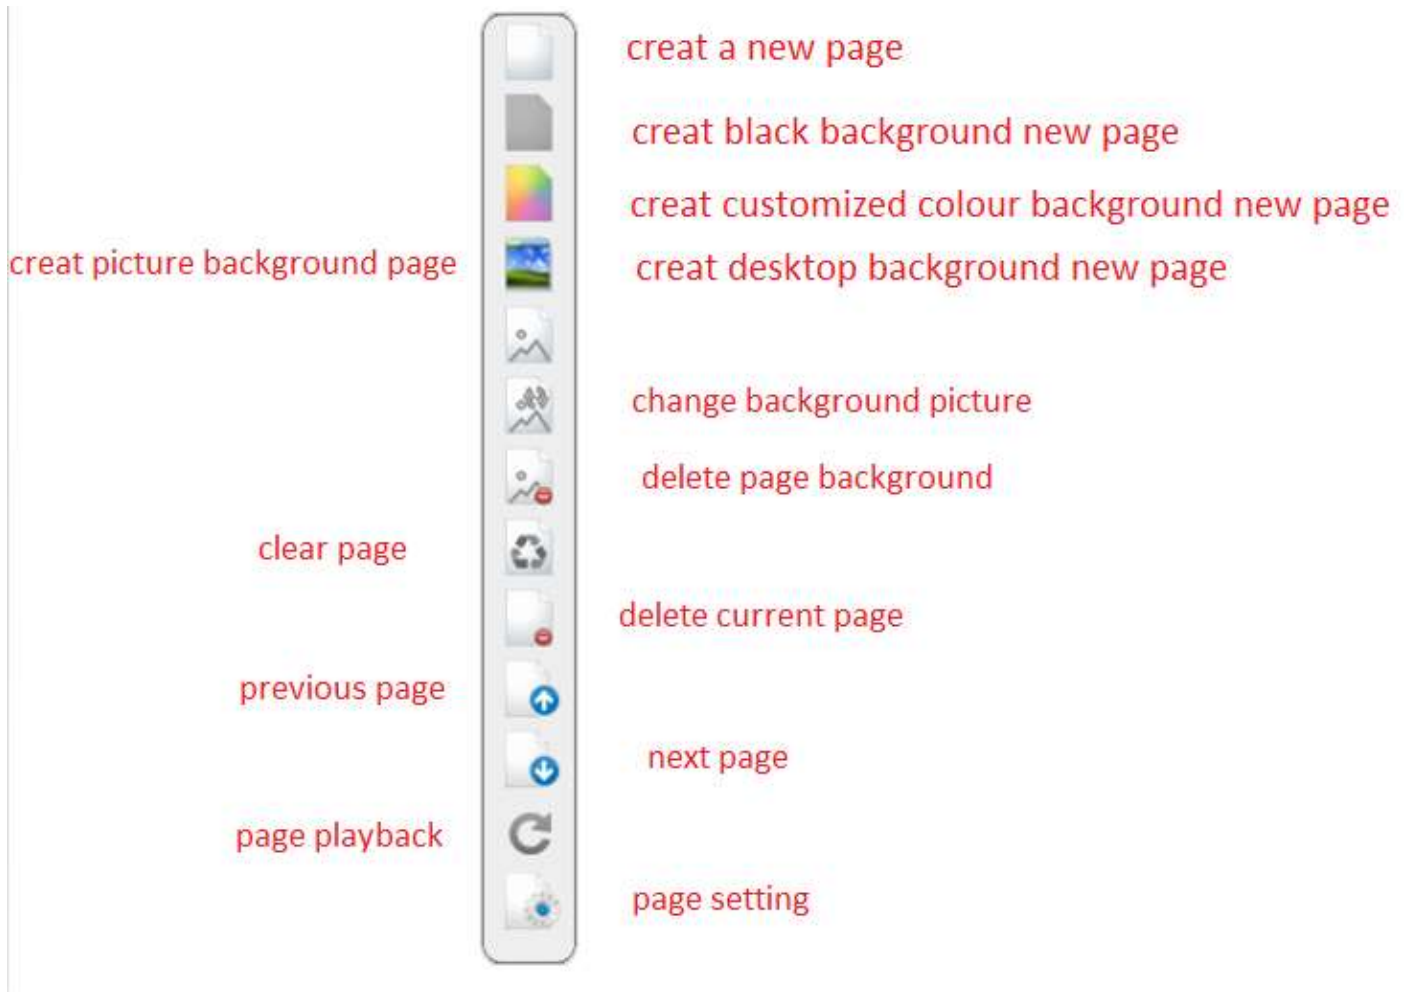 creat a new page
creat black background new page
creat customized colour background new page
creat picture background page
creat desktop background new page
change background picture
delete page background
clear page
delete current page
previous page
next page
page playback
page setting